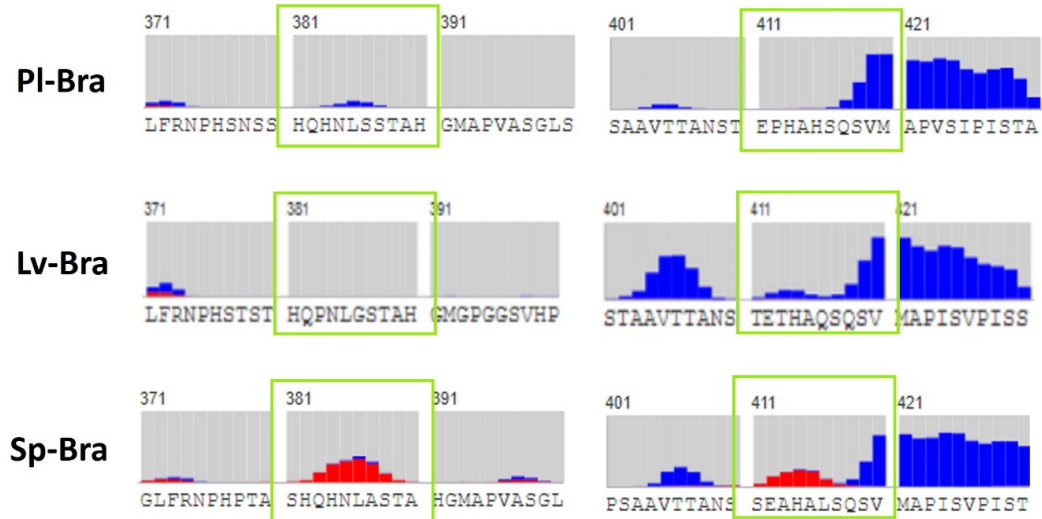 371 381 391 401 411 421
Pl-Bra
LFRNPHSNSS HQHNLSSTAH GMAPVASGLS SAAVTTANST EPHAHSQSVM APVSIPISTA
371 381 391 401 411 421
Lv-Bra
LFRNPHSTST HQPNLGSTAH GMGPGGSVHP STAAVTTANS TETHAQSQSV MAPISVPISS
371 381 391 401 411 421
Sp-Bra
GLFRNPHPTA SHQHNLASTA HGMAPVASGL PSAAVTTANS SEAHALSQSV MAPISVPIST